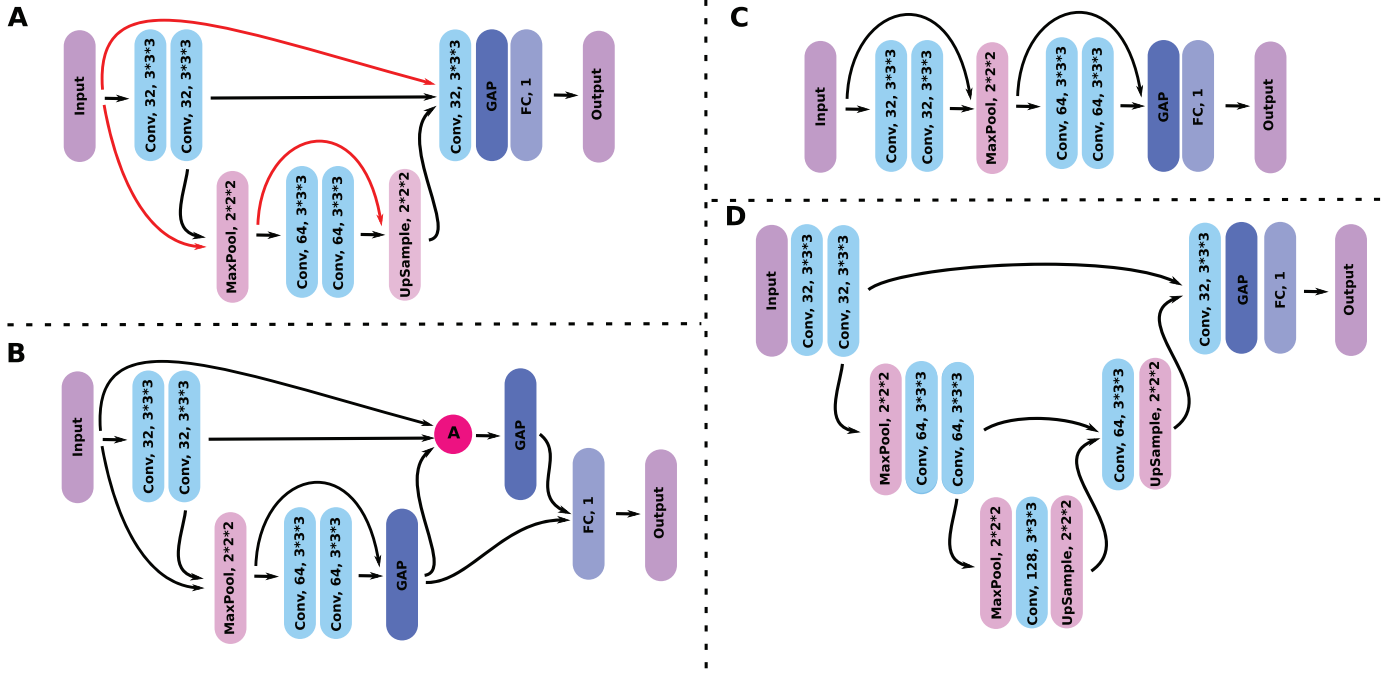 A
Input
Conv, 32, 3*3*3
Conv, 32, 3*3*3
MaxPool, 2*2*2
Conv, 64, 3*3*3
Conv, 64, 3*3*3
UpSample, 2*2*2
Conv, 32, 3*3*3
GAP
FC, 1
Output
B
Input
Conv, 32, 3*3*3
Conv, 32, 3*3*3
MaxPool, 2*2*2
Conv, 64, 3*3*3
Conv, 64, 3*3*3
GAP
A
GAP
FC, 1
Output
C
Input
Conv, 32, 3*3*3
Conv, 32, 3*3*3
MaxPool, 2*2*2
Conv, 64, 3*3*3
Conv, 64, 3*3*3
GAP
FC, 1
Output
D
Input
Conv, 32, 3*3*3
Conv, 32, 3*3*3
MaxPool, 2*2*2
Conv, 64, 3*3*3
Conv, 64, 3*3*3
MaxPool, 2*2*2
Conv, 128, 3*3*3
UpSample, 2*2*2
Conv, 64, 3*3*3
UpSample, 2*2*2
Conv, 32, 3*3*3
GAP
FC, 1
Output